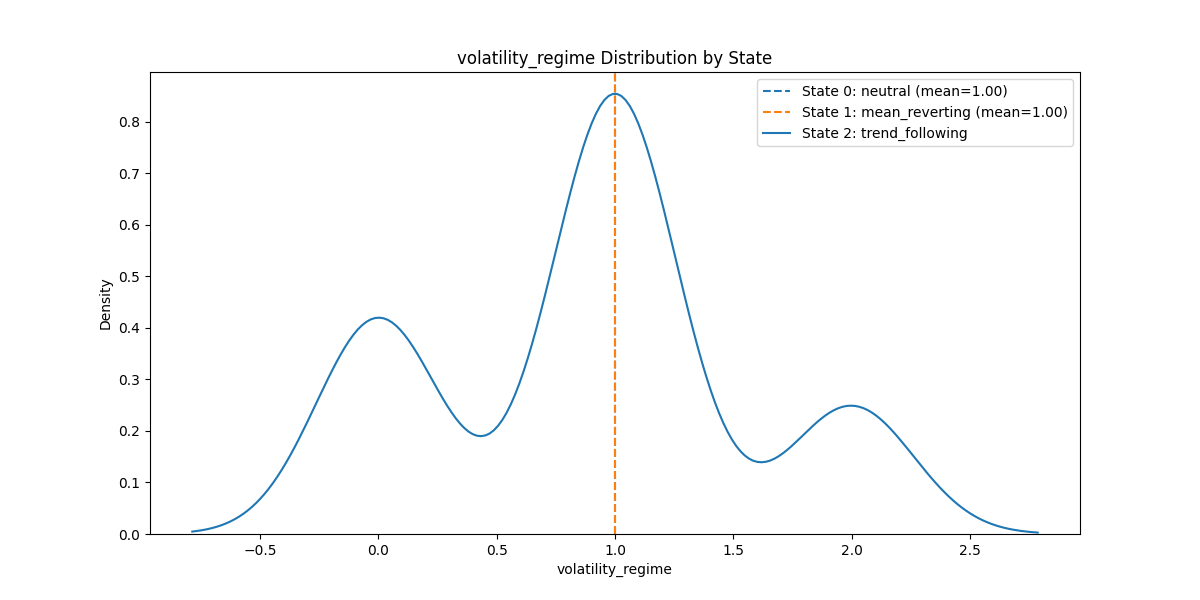 volatility_regime Distribution by State
State 0: neutral (mean=1.00)
State 1: mean_reverting (mean=1.00)
State 2: trend_following
Density
0.8
0.7
0.6
0.5
0.4
0.3
0.2
0.1
0.0
−0.5 0.0 0.5 1.0 1.5 2.0 2.5
volatility_regime